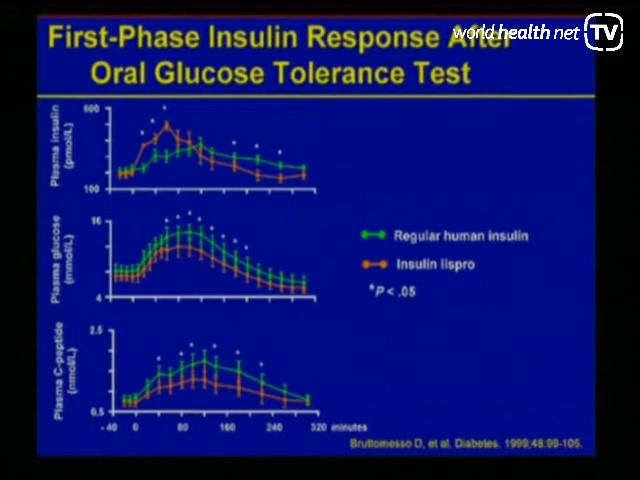 First-Phase Insulin Response After
world health net TV
Oral Glucose Tolerance Test
Plasma insulin
(pmol/L)
600
100
Plasma glucose
(mmol/L)
16
4
Regular human insulin
Insulin lispro
*P < .05
Plasma C-peptide
(nmol/L)
2.5
0.5
-40 0 80 160 240 320 minutes
Bruttomesso D, et al. Diabetes. 1999;48:99-105.